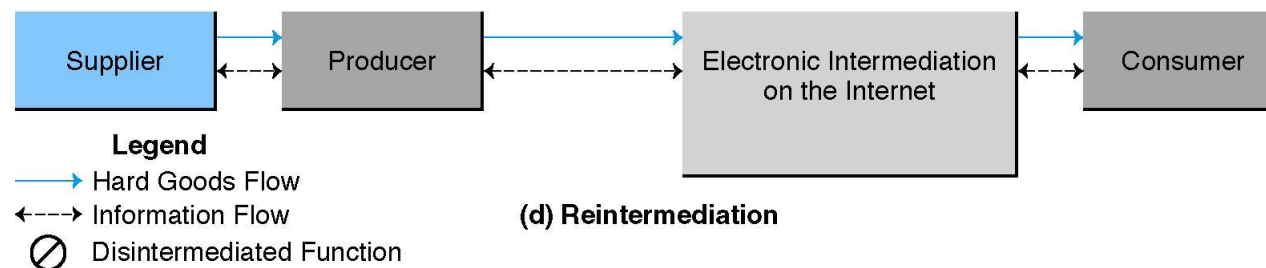 Supplier
Producer
Electronic Intermediation
on the Internet
Consumer
Legend
Hard Goods Flow
Information Flow
Disintermediated Function
(d) Reintermediation